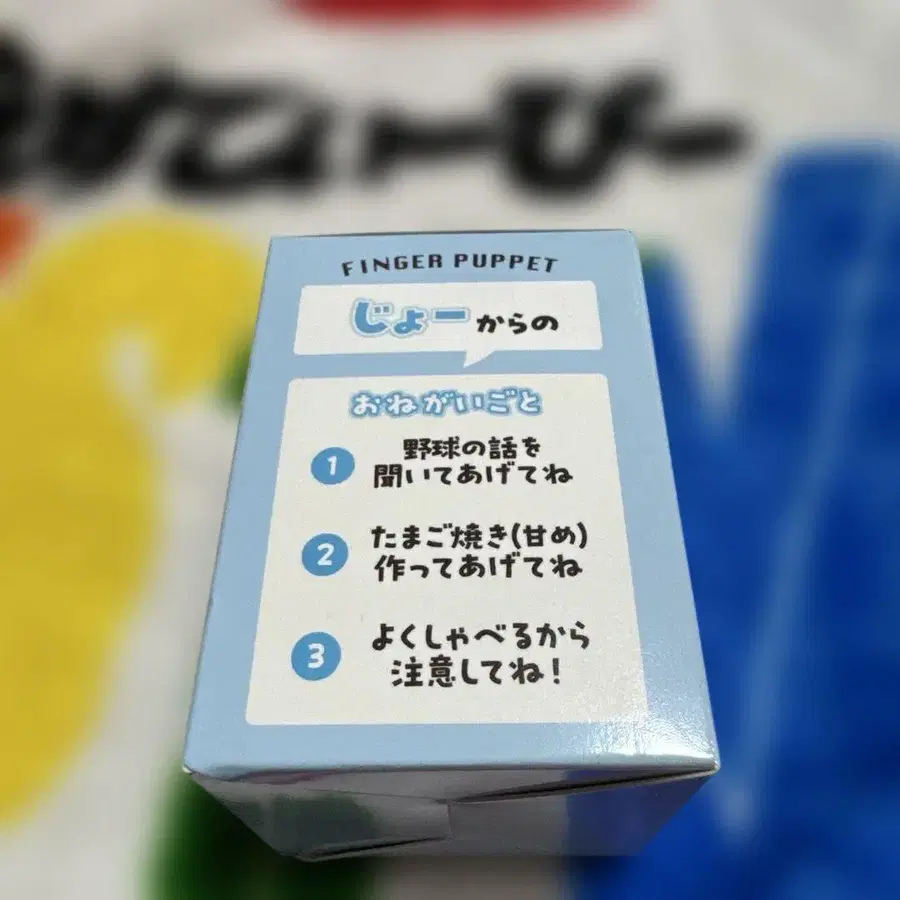 FINGER PUPPET
じょーからの
おねがいごと
1 野球の話を
聞いてあげてね
2 たまご焼き(甘め)
作ってあげてね
3 よくしゃべるから
注意してね!